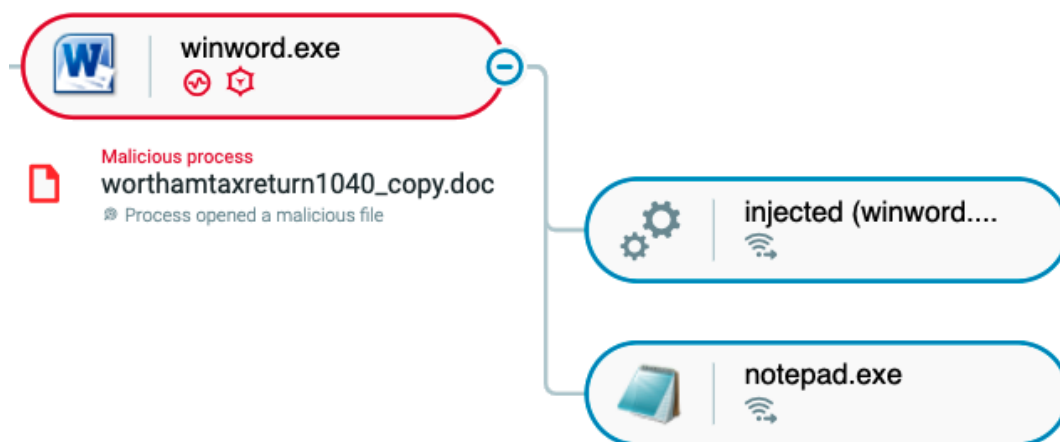 winword.exe
Malicious process
worthamtaxreturn1040_copy.doc
Process opened a malicious file
injected (winword....
notepad.exe